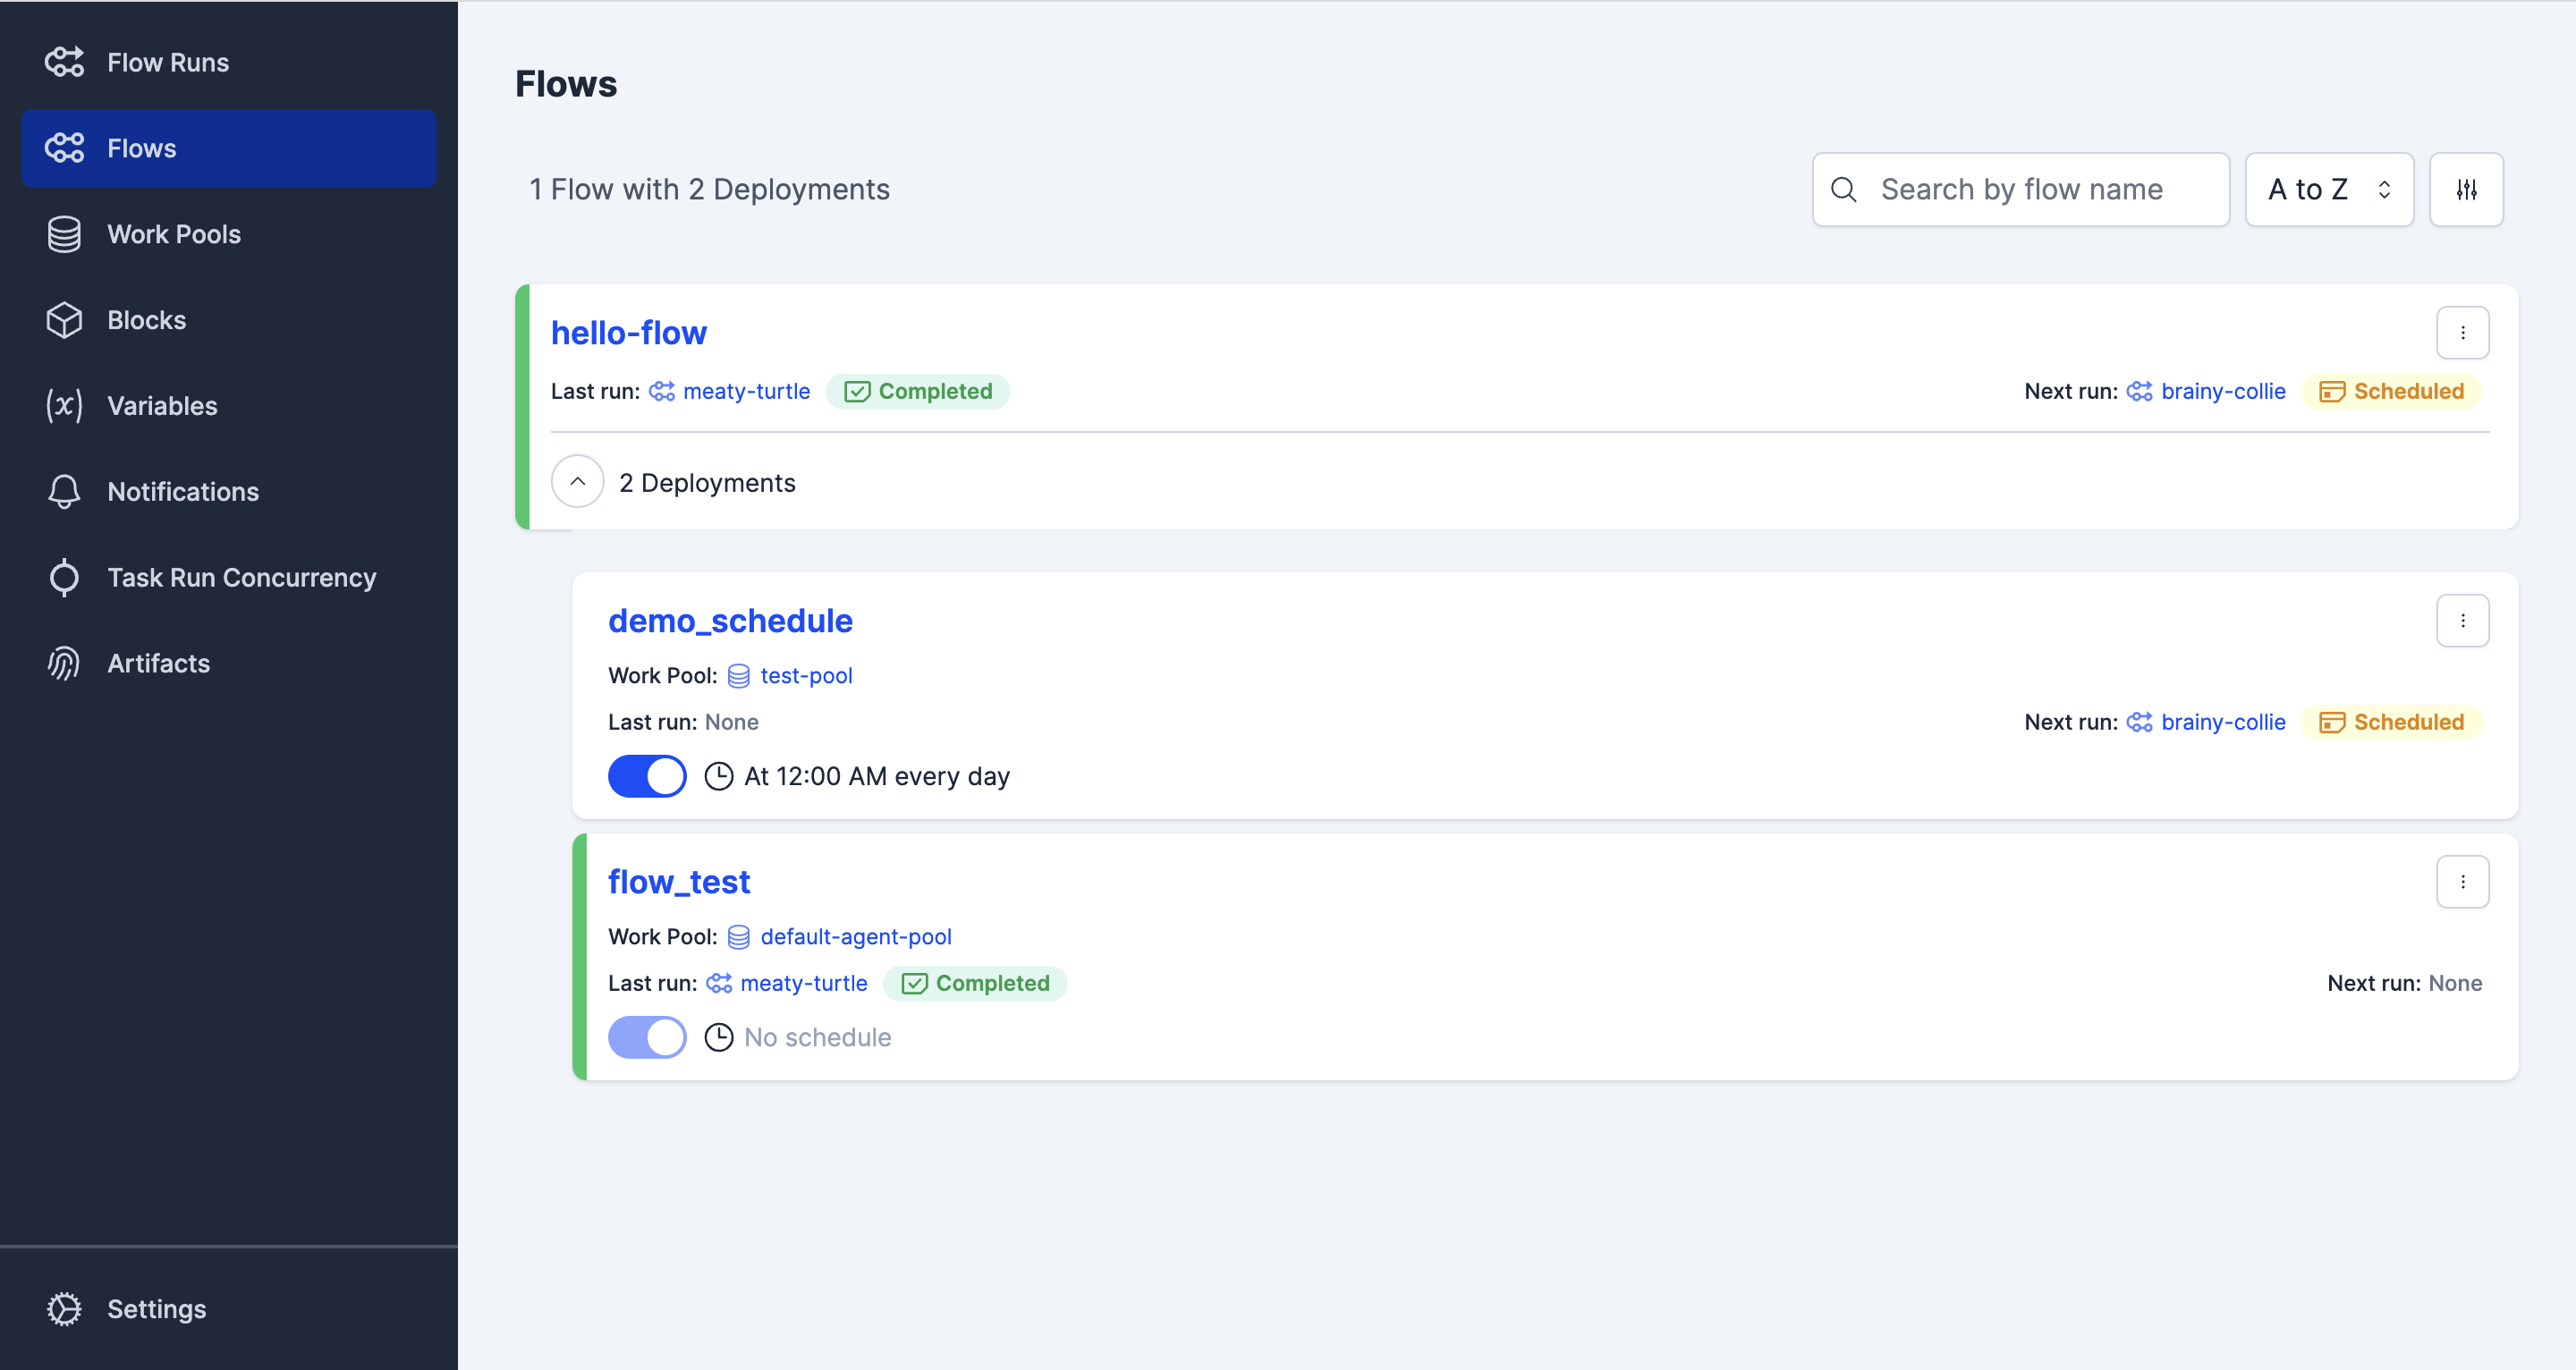 Flow Runs
Flows
Work Pools
Blocks
Variables
Notifications
Task Run Concurrency
Artifacts
Settings
Flows
1 Flow with 2 Deployments
Search by flow name
A to Z
hello-flow
Last run: meaty-turtle Completed
Next run: brainy-collie Scheduled
2 Deployments
demo_schedule
Work Pool: test-pool
Last run: None
Next run: brainy-collie Scheduled
At 12:00 AM every day
flow_test
Work Pool: default-agent-pool
Last run: meaty-turtle Completed
Next run: None
No schedule